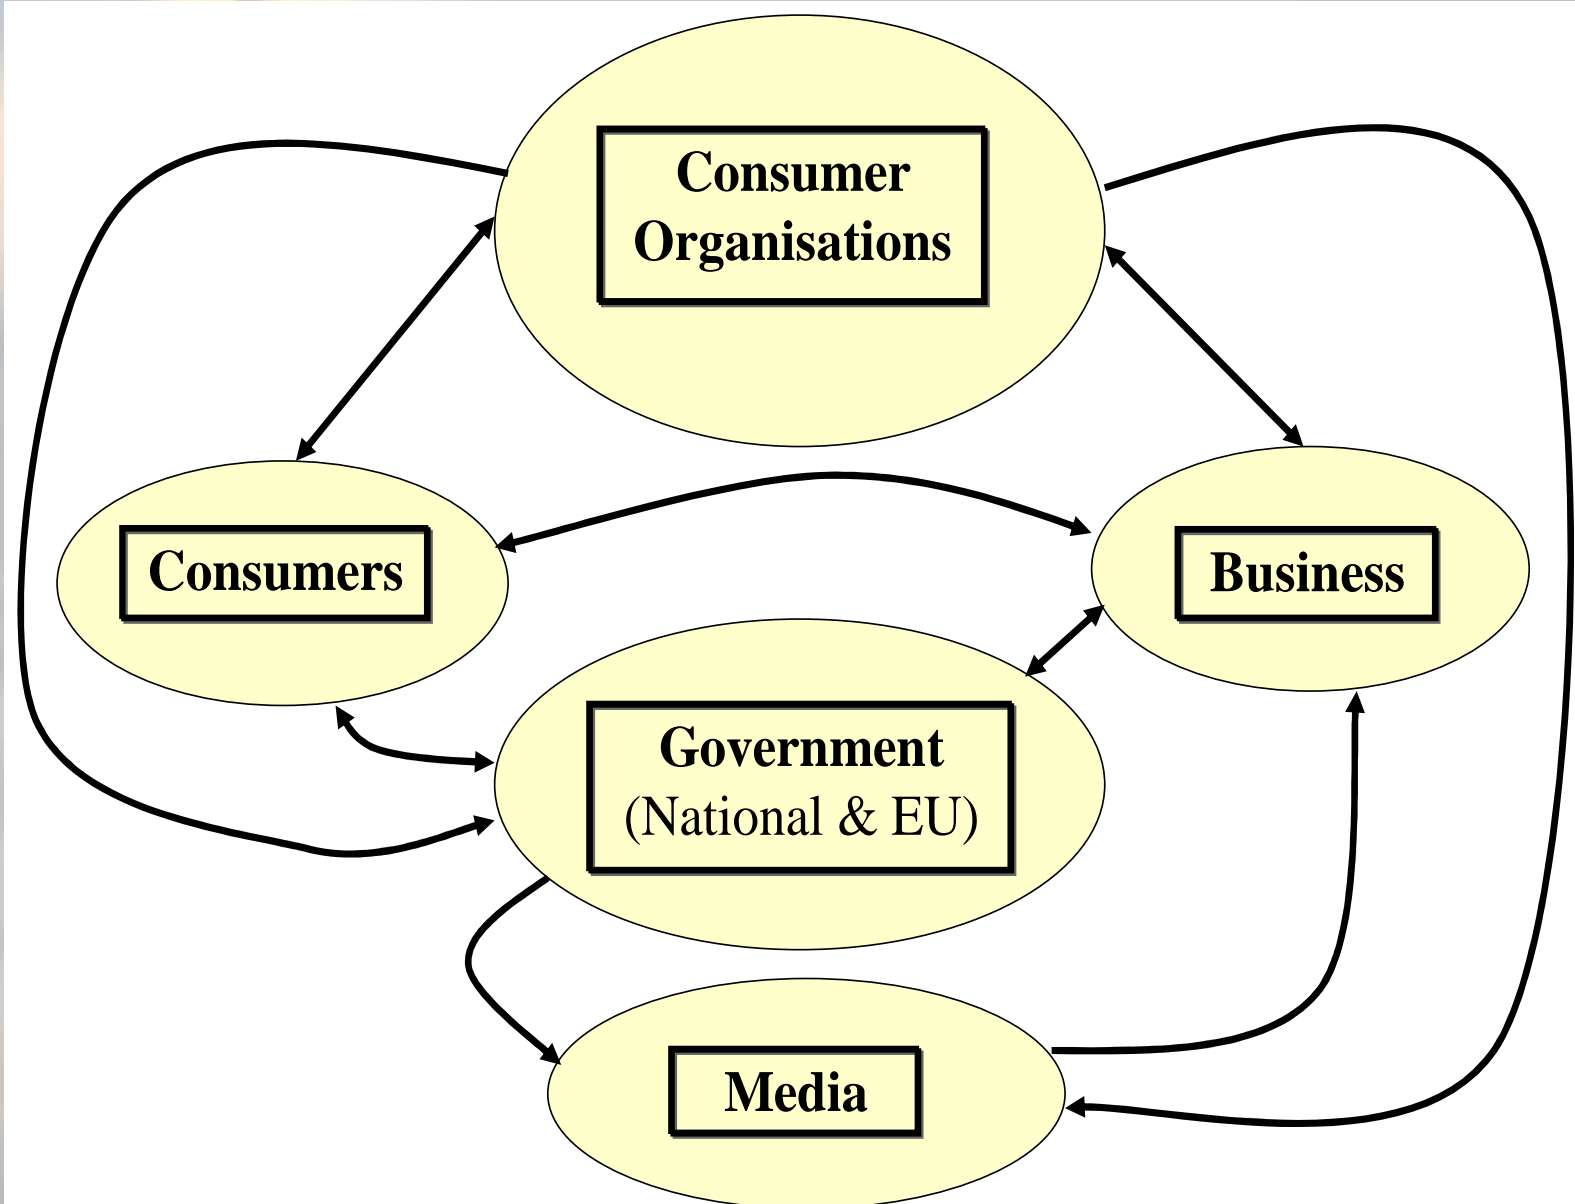 Consumer
Organisations
Consumers
Business
Government
(National & EU)
Media